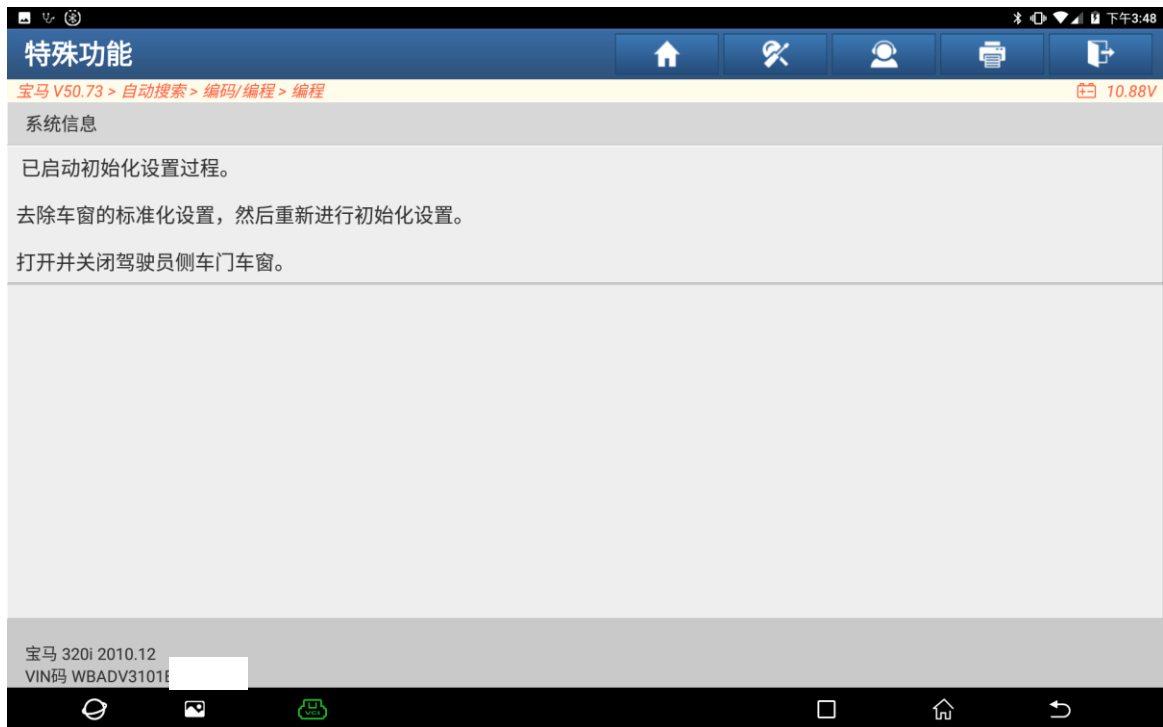 下午3:48
特殊功能
宝马 V50.73 > 自动搜索 > 编码/编程 > 编程
10.88V
系统信息
已启动初始化设置过程。
去除车窗的标准化设置，然后重新进行初始化设置。
打开并关闭驾驶员侧车门车窗。
宝马 320i 2010.12
VIN码 WBADV3101
VCI